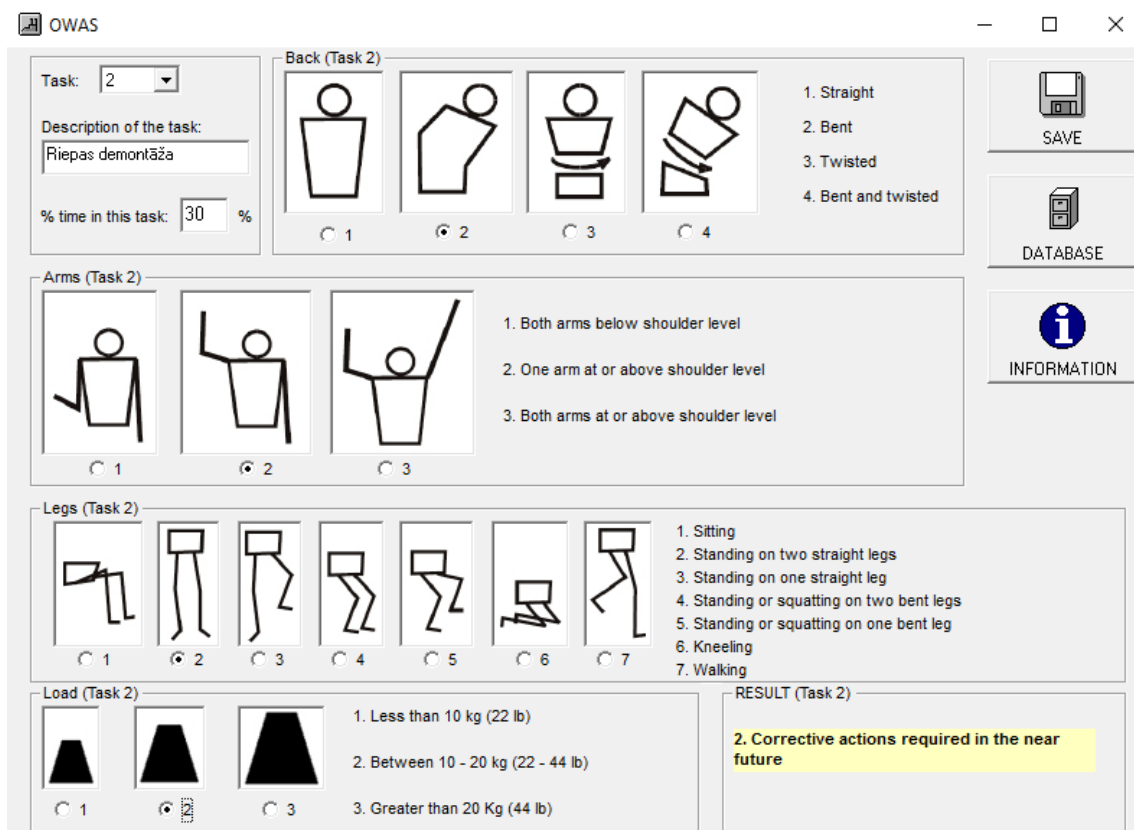 OWAS
Task: 2
Description of the task:
Riepas demontāža
% time in this task: 30 %
Back (Task 2)
1 2 3 4
1. Straight
2. Bent
3. Twisted
4. Bent and twisted
SAVE
DATABASE
INFORMATION
Arms (Task 2)
1 2 3
1. Both arms below shoulder level
2. One arm at or above shoulder level
3. Both arms at or above shoulder level
Legs (Task 2)
1 2 3 4 5 6 7
1. Sitting
2. Standing on two straight legs
3. Standing on one straight leg
4. Standing or squatting on two bent legs
5. Standing or squatting on one bent leg
6. Kneeling
7. Walking
Load (Task 2)
1 2 3
1. Less than 10 kg (22 lb)
2. Between 10 - 20 kg (22 - 44 lb)
3. Greater than 20 Kg (44 lb)
RESULT (Task 2)
2. Corrective actions required in the near
future